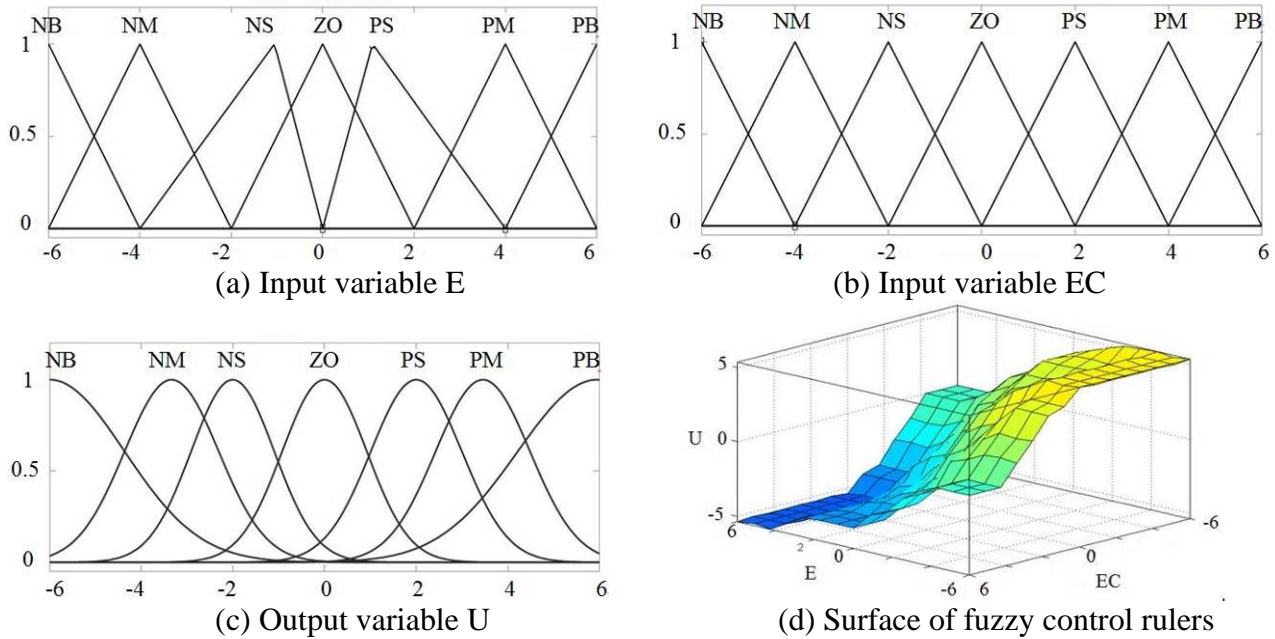 NB NM NS ZO PS PM PB
1
0.5
0
-6 -4 -2 0 2 4 6
(a) Input variable E
NB NM NS ZO PS PM PB
1
0.5
0
-6 -4 -2 0 2 4 6
(b) Input variable EC
NB NM NS ZO PS PM PB
1
0.5
0
-6 -4 -2 0 2 4 6
(c) Output variable U
5
U 0
-5
6 2 0 -6
E
6 0 -6
EC
(d) Surface of fuzzy control rulers